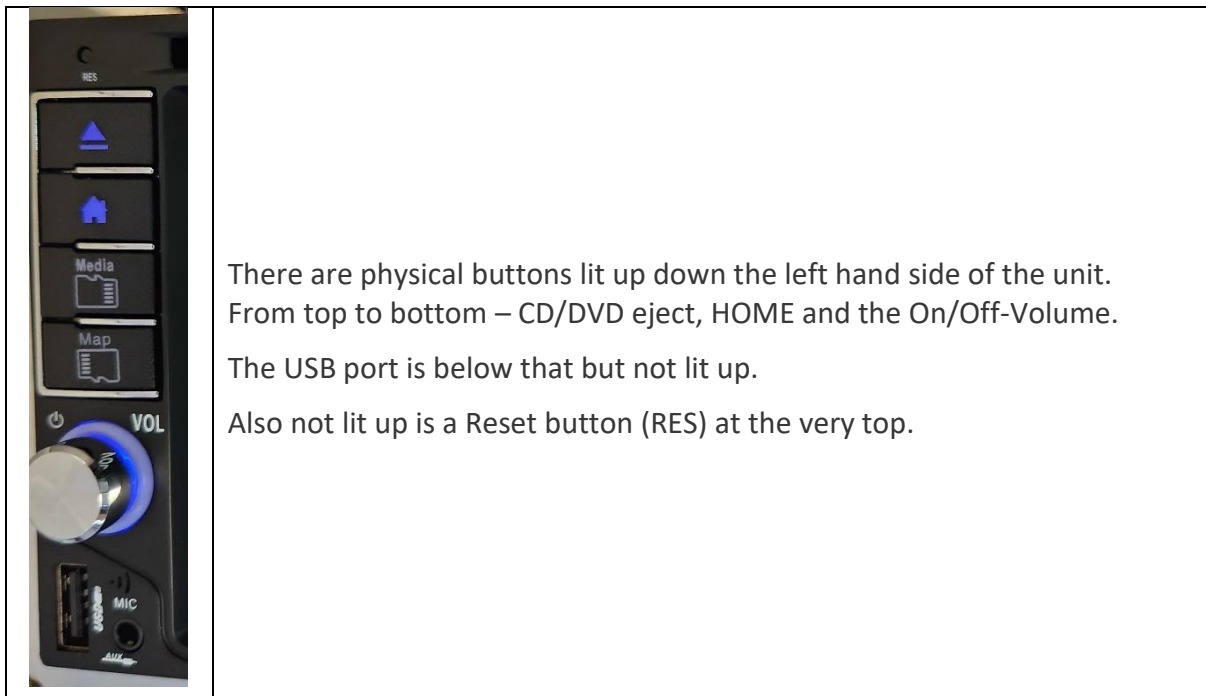 RES
Media
Map
VOL
VOL
USB
MIC
AUX
There are physical buttons lit up down the left hand side of the unit.
From top to bottom – CD/DVD eject, HOME and the On/Off-Volume.
The USB port is below that but not lit up.
Also not lit up is a Reset button (RES) at the very top.